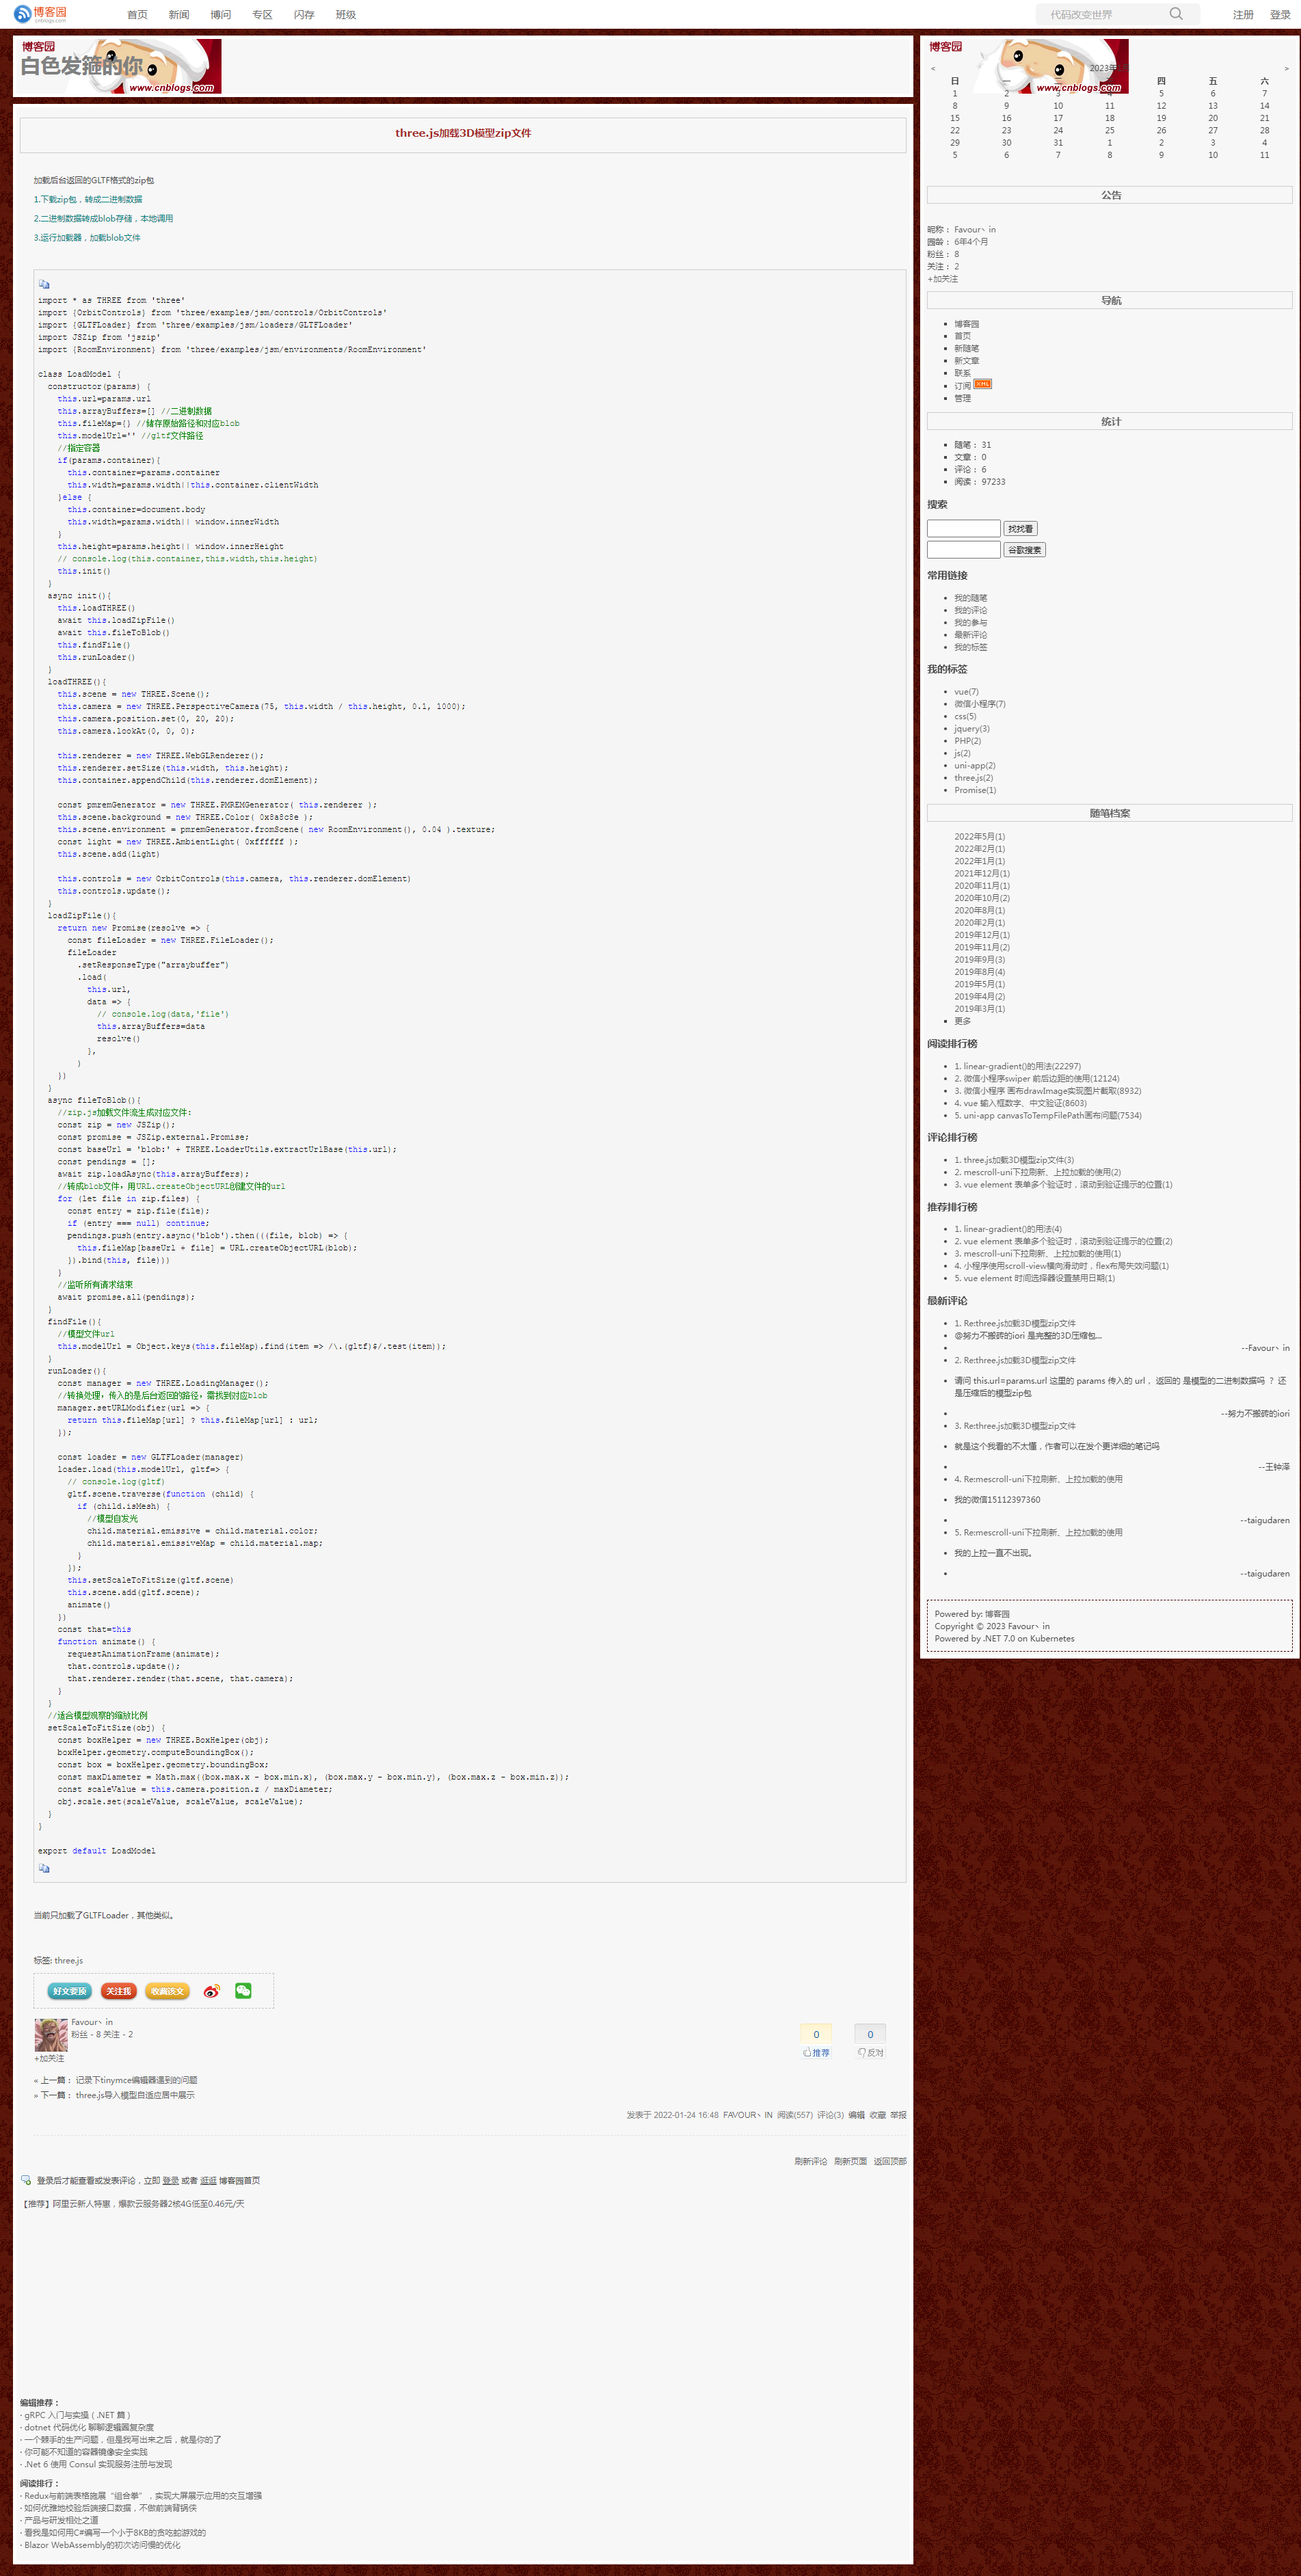 博客园
cnblogs.com
首页 新闻 博问 专区 闪存 班级
代码改变世界
注册 登录
博客园
白色发箍的你
www.cnblogs.com
three.js加载3D模型zip文件
加载后台返回的GLTF格式的zip包
1.下载zip包，转成二进制数据
2.二进制数据转成blob存储，本地调用
3.运行加载器，加载blob文件
import * as THREE from 'three'
import {OrbitControls} from 'three/examples/jsm/controls/OrbitControls'
import {GLTFLoader} from 'three/examples/jsm/loaders/GLTFLoader'
import JSZip from 'jszip'
import {RoomEnvironment} from 'three/examples/jsm/environments/RoomEnvironment'
class LoadModel {
constructor(params) {
this.url=params.url
this.arrayBuffers=[] //二进制数据
this.fileMap={} //储存原始路径和对应blob
this.modelUrl='' //gltf文件路径
//指定容器
if(params.container){
this.container=params.container
this.width=params.width||this.container.clientWidth
}else {
this.container=document.body
this.width=params.width|| window.innerWidth
}
this.height=params.height|| window.innerHeight
// console.log(this.container,this.width,this.height)
this.init()
}
async init(){
this.loadTHREE()
await this.loadZipFile()
await this.fileToBlob()
this.findFile()
this.runLoader()
}
loadTHREE(){
this.scene = new THREE.Scene();
this.camera = new THREE.PerspectiveCamera(75, this.width / this.height, 0.1, 1000);
this.camera.position.set(0, 20, 20);
this.camera.lookAt(0, 0, 0);
this.renderer = new THREE.WebGLRenderer();
this.renderer.setSize(this.width, this.height);
this.container.appendChild(this.renderer.domElement);
const pmremGenerator = new THREE.PMREMGenerator( this.renderer );
this.scene.background = new THREE.Color( 0x8a8c8e );
this.scene.environment = pmremGenerator.fromScene( new RoomEnvironment(), 0.04 ).texture;
const light = new THREE.AmbientLight( 0xffffff );
this.scene.add(light)
this.controls = new OrbitControls(this.camera, this.renderer.domElement)
this.controls.update();
}
loadZipFile(){
return new Promise(resolve => {
const fileLoader = new THREE.FileLoader();
fileLoader
.setResponseType("arraybuffer")
.load(
this.url,
data => {
// console.log(data,'file')
this.arrayBuffers=data
resolve()
},
)
})
}
async fileToBlob(){
//zip.js加载文件流生成对应文件:
const zip = new JSZip();
const promise = JSZip.external.Promise;
const baseUrl = 'blob:' + THREE.LoaderUtils.extractUrlBase(this.url);
const pendings = [];
await zip.loadAsync(this.arrayBuffers);
//转成blob文件，用URL.createObjectURL创建文件的url
for (let file in zip.files) {
const entry = zip.file(file);
if (entry === null) continue;
pendings.push(entry.async('blob').then(((file, blob) => {
this.fileMap[baseUrl + file] = URL.createObjectURL(blob);
}).bind(this, file)))
}
//监听所有请求结束
await promise.all(pendings);
}
findFile(){
//模型文件url
this.modelUrl = Object.keys(this.fileMap).find(item => /\.(gltf)$/.test(item));
}
runLoader(){
const manager = new THREE.LoadingManager();
//转换处理，传入的是后台返回的路径，需找到对应blob
manager.setURLModifier(url => {
return this.fileMap[url] ? this.fileMap[url] : url;
});
const loader = new GLTFLoader(manager)
loader.load(this.modelUrl, gltf=> {
// console.log(gltf)
gltf.scene.traverse(function (child) {
if (child.isMesh) {
//模型自发光
child.material.emissive = child.material.color;
child.material.emissiveMap = child.material.map;
}
});
this.setScaleToFitSize(gltf.scene)
this.scene.add(gltf.scene);
animate()
})
const that=this
function animate() {
requestAnimationFrame(animate);
that.controls.update();
that.renderer.render(that.scene, that.camera);
}
}
//适合模型观察的缩放比例
setScaleToFitSize(obj) {
const boxHelper = new THREE.BoxHelper(obj);
boxHelper.geometry.computeBoundingBox();
const box = boxHelper.geometry.boundingBox;
const maxDiameter = Math.max((box.max.x - box.min.x), (box.max.y - box.min.y), (box.max.z - box.min.z));
const scaleValue = this.camera.position.z / maxDiameter;
obj.scale.set(scaleValue, scaleValue, scaleValue);
}
}
export default LoadModel
当前只加载了GLTFLoader，其他类似。
标签: three.js
好文要顶 关注我 收藏该文
Favour丶in
粉丝 - 8 关注 - 2
+加关注
0 0
推荐 反对
« 上一篇： 记录下tinymce编辑器遇到的问题
» 下一篇： three.js导入模型自适应居中展示
发表于 2022-01-24 16:48 FAVOUR丶IN 阅读(557) 评论(3) 编辑 收藏 举报
刷新评论 刷新页面 返回顶部
登录后才能查看或发表评论，立即 登录 或者 逛逛 博客园首页
【推荐】阿里云新人特惠，爆款云服务器2核4G低至0.46元/天
编辑推荐：
· gRPC 入门与实操 ( .NET 篇 )
· dotnet 代码优化 聊聊逻辑圈复杂度
· 一个棘手的生产问题，但是我写出来之后，就是你的了
· 你可能不知道的容器镜像安全实践
· .Net 6 使用 Consul 实现服务注册与发现
阅读排行：
· Redux与前端表格施展“组合拳”，实现大屏展示应用的交互增强
· 如何优雅地校验后端接口数据，不做前端背锅侠
· 产品与研发相处之道
· 看我是如何用C#编写一个小于8KB的贪吃蛇游戏的
· Blazor WebAssembly的初次访问慢的优化
博客园
www.cnblogs.com
< 2023年 >
日 一 二 四 五 六
1 2 3 4 5 6 7
8 9 10 11 12 13 14
15 16 17 18 19 20 21
22 23 24 25 26 27 28
29 30 31 1 2 3 4
5 6 7 8 9 10 11
公告
昵称： Favour丶in
园龄： 6年4个月
粉丝： 8
关注： 2
+加关注
导航
博客园
首页
新随笔
新文章
联系
订阅 XML
管理
统计
随笔： 31
文章： 0
评论： 6
阅读： 97233
搜索
找找看
谷歌搜索
常用链接
我的随笔
我的评论
我的参与
最新评论
我的标签
我的标签
vue(7)
微信小程序(7)
css(5)
jquery(3)
PHP(2)
js(2)
uni-app(2)
three.js(2)
Promise(1)
随笔档案
2022年5月(1)
2022年2月(1)
2022年1月(1)
2021年12月(1)
2020年11月(1)
2020年10月(2)
2020年8月(1)
2020年2月(1)
2019年12月(1)
2019年11月(2)
2019年9月(3)
2019年8月(4)
2019年5月(1)
2019年4月(2)
2019年3月(1)
更多
阅读排行榜
1. linear-gradient()的用法(22297)
2. 微信小程序swiper 前后边距的使用(12124)
3. 微信小程序 画布drawImage实现图片截取(8932)
4. vue 输入框数字、中文验证(8603)
5. uni-app canvasToTempFilePath画布问题(7534)
评论排行榜
1. three.js加载3D模型zip文件(3)
2. mescroll-uni下拉刷新、上拉加载的使用(2)
3. vue element 表单多个验证时，滚动到验证提示的位置(1)
推荐排行榜
1. linear-gradient()的用法(4)
2. vue element 表单多个验证时，滚动到验证提示的位置(2)
3. mescroll-uni下拉刷新、上拉加载的使用(1)
4. 小程序使用scroll-view横向滑动时，flex布局失效问题(1)
5. vue element 时间选择器设置禁用日期(1)
最新评论
1. Re:three.js加载3D模型zip文件
@努力不搬砖的iori 是完整的3D压缩包...
--Favour丶in
2. Re:three.js加载3D模型zip文件
请问 this.url=params.url 这里的 params 传入的 url ， 返回的 是模型的二进制数据吗 ？ 还
是压缩后的模型zip包
--努力不搬砖的iori
3. Re:three.js加载3D模型zip文件
就是这个我看的不太懂，作者可以在发个更详细的笔记吗
--王钟泽
4. Re:mescroll-uni下拉刷新、上拉加载的使用
我的微信15112397360
--taigudaren
5. Re:mescroll-uni下拉刷新、上拉加载的使用
我的上拉一直不出现。
--taigudaren
Powered by: 博客园
Copyright © 2023 Favour丶in
Powered by .NET 7.0 on Kubernetes